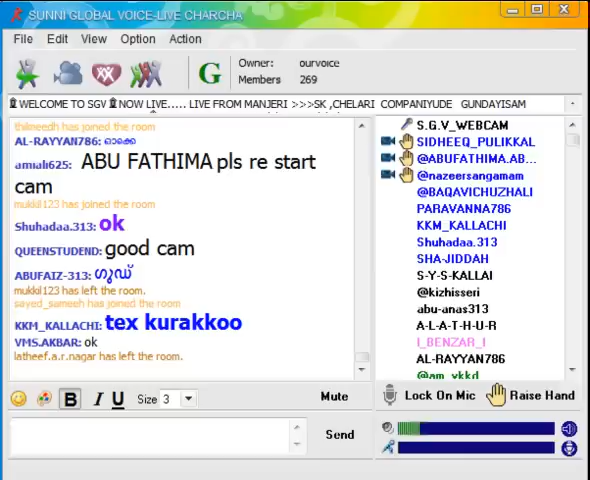 SUNNI GLOBAL VOICE-LIVE CHARCHA
File Edit View Option Action
G
Owner: ourvoice
Members 269
WELCOME TO SGV NOW LIVE..... LIVE FROM MANJERI >>>SK ,CHELARI COMPANIYUDE GUNDAYISAM
thilmeedh has joined the room
AL-RAYYAN786: ഓക്കെ
amiali625: ABU FATHIMA pls re start
cam
mukkil123 has joined the room
Shuhadaa.313: ok
QUEENSTUDEND: good cam
ABUFAIZ-313: ഗുഡ്
mukkil123 has left the room.
sayed_sameeh has joined the room
KKM_KALLACHI: tex kurakkoo
VMS.AKBAR: ok
latheef.a.r.nagar has left the room.
S.G.V_WEBCAM
SIDHEEQ_PULIKKAL
@ABUFATHIMA.AB...
@nazeersangamam
@BAQAVICHUZHALI
PARAVANNA786
KKM_KALLACHI
Shuhadaa.313
SHA-JIDDAH
S-Y-S-KALLAI
@kizhisseri
abu-anas313
A-L-A-T-H-U-R
I_BENZAR_I
AL-RAYYAN786
@am_vkkd
B I U Size 3 Mute
Lock On Mic Raise Hand
Send